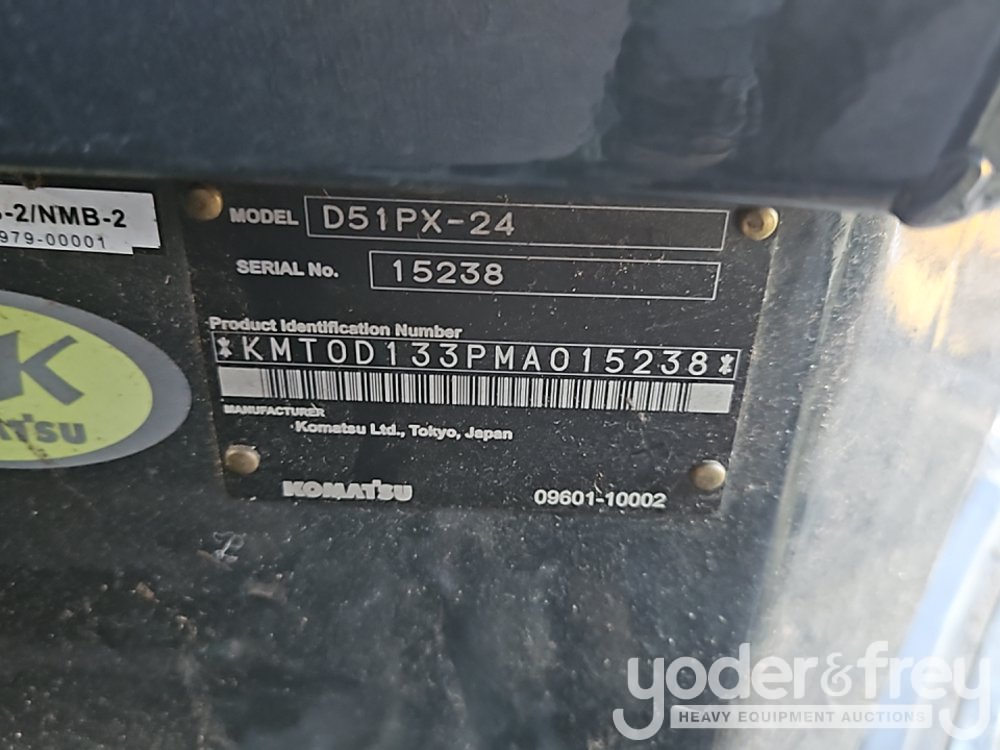 -2/NMB-2
979-00001
MODEL D51PX-24
SERIAL No. 15238
Product Identification Number
*KMT0D133PMA015238*
MANUFACTURER
Komatsu Ltd., Tokyo, Japan
KOMATSU 09601-10002
K
yoder&frey
HEAVY EQUIPMENT AUCTIONS